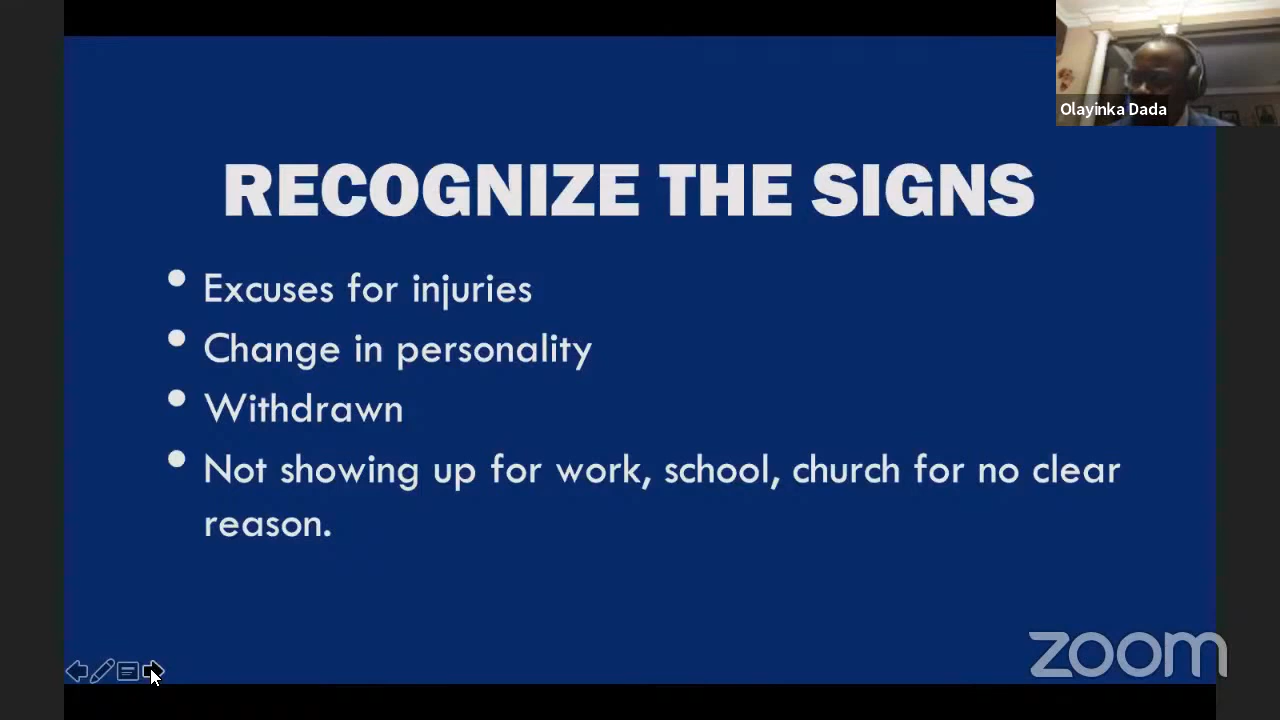 Olayinka Dada
RECOGNIZE THE SIGNS
• Excuses for injuries
• Change in personality
• Withdrawn
• Not showing up for work, school, church for no clear
reason.
zoom